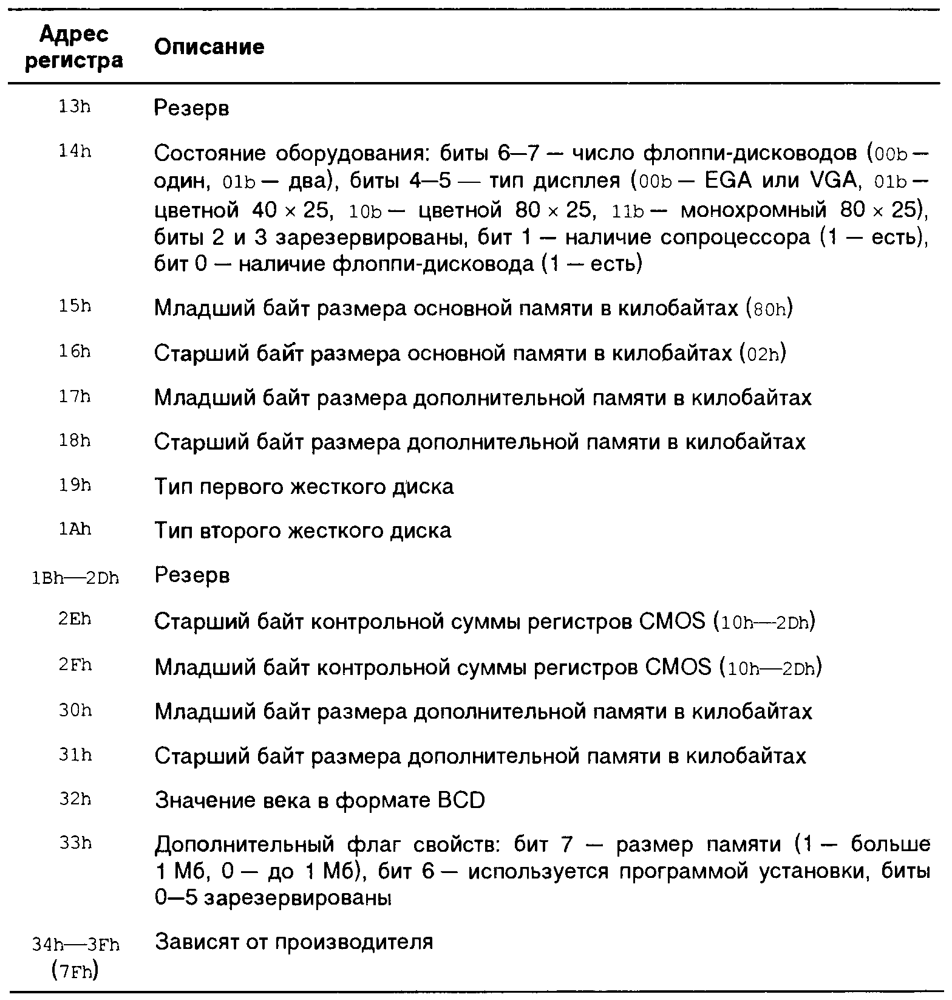 Адрес регистра Описание
13h Резерв
14h Состояние оборудования: биты 6—7 — число флоппи-дисководов (00b —
один, 01b — два), биты 4—5 — тип дисплея (00b — EGA или VGA, 01b —
цветной 40 × 25, 10b — цветной 80 × 25, 11b — монохромный 80 × 25),
биты 2 и 3 зарезервированы, бит 1 — наличие сопроцессора (1 — есть),
бит 0 — наличие флоппи-дисковода (1 — есть)
15h Младший байт размера основной памяти в килобайтах (80h)
16h Старший байт размера основной памяти в килобайтах (02h)
17h Младший байт размера дополнительной памяти в килобайтах
18h Старший байт размера дополнительной памяти в килобайтах
19h Тип первого жесткого диска
1Ah Тип второго жесткого диска
1Bh—2Dh Резерв
2Eh Старший байт контрольной суммы регистров CMOS (10h—2Dh)
2Fh Младший байт контрольной суммы регистров CMOS (10h—2Dh)
30h Младший байт размера дополнительной памяти в килобайтах
31h Старший байт размера дополнительной памяти в килобайтах
32h Значение века в формате BCD
33h Дополнительный флаг свойств: бит 7 — размер памяти (1 — больше
1 Мб, 0 — до 1 Мб), бит 6 — используется программой установки, биты
0—5 зарезервированы
34h—3Fh Зависят от производителя
(7Fh)